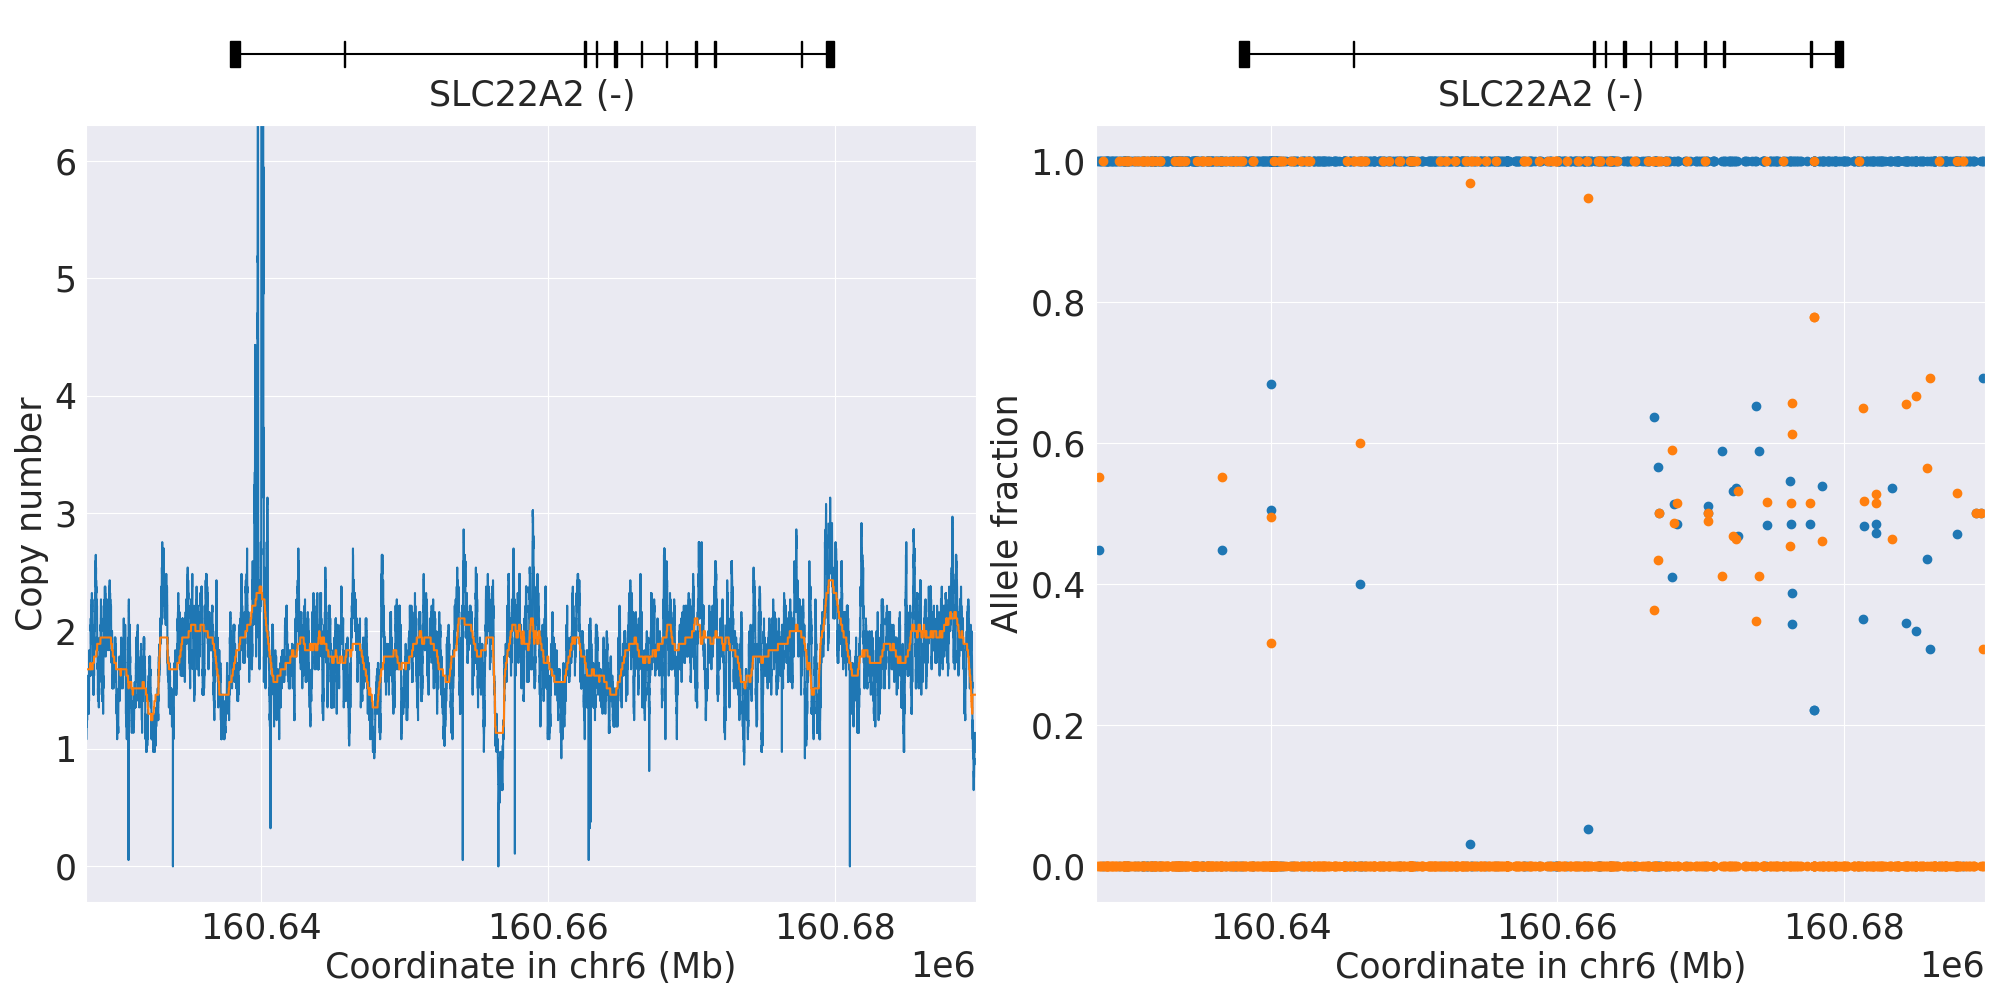 SLC22A2 (-)
6
5
4
3
2
1
0
Copy number
160.64
160.66
160.68
Coordinate in chr6 (Mb)
1e6
SLC22A2 (-)
1.0
0.8
0.6
0.4
0.2
0.0
Allele fraction
160.64
160.66
160.68
Coordinate in chr6 (Mb)
1e6